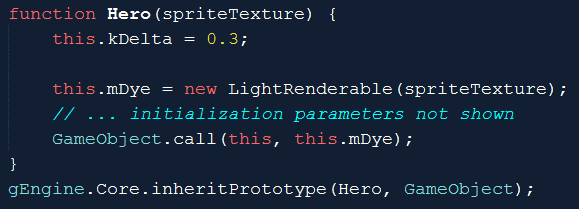 function Hero(spriteTexture) {
this.kDelta = 0.3;
this.mDye = new LightRenderable(spriteTexture);
// ... initialization parameters not shown
GameObject.call(this, this.mDye);
}
gEngine.Core.inheritPrototype(Hero, GameObject);